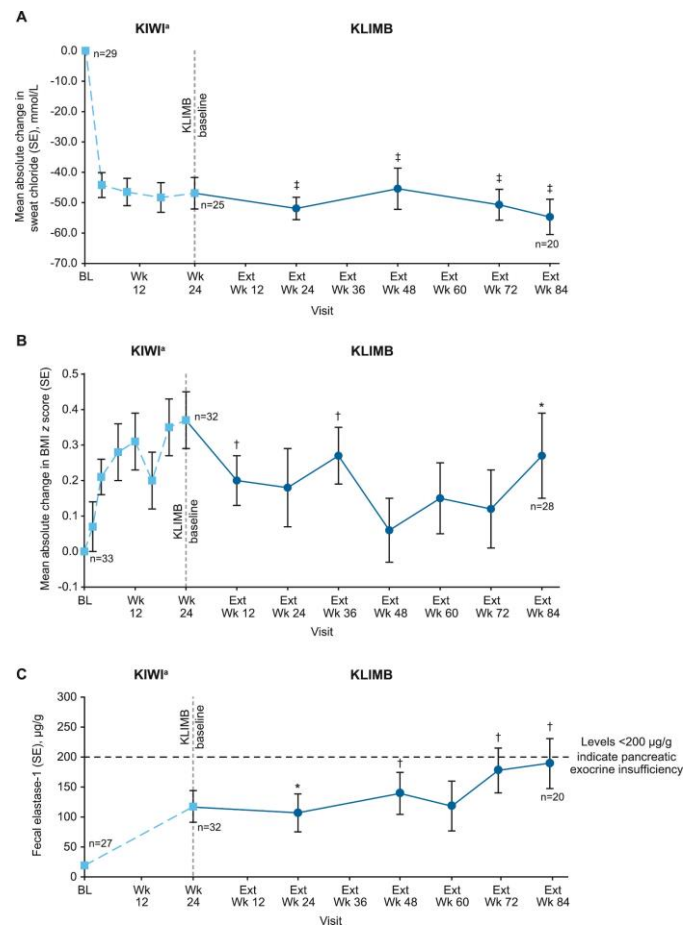 A
KIWIª
KLIMB
Mean absolute change in
sweat chloride (SE), mmol/L
0.0
-10.0
-20.0
-30.0
-40.0
-50.0
-60.0
-70.0
n=29
KLIMB
baseline
n=25
‡
‡
‡
‡
n=20
BL
Wk
12
Wk
24
Ext
Wk 12
Ext
Wk 24
Ext
Wk 36
Ext
Wk 48
Ext
Wk 60
Ext
Wk 72
Ext
Wk 84
Visit
B
KIWIª
KLIMB
Mean absolute change in BMI z score (SE)
0.5
0.4
0.3
0.2
0.1
0.0
-0.1
n=33
KLIMB
baseline
n=32
†
†
*
n=28
BL
Wk
12
Wk
24
Ext
Wk 12
Ext
Wk 24
Ext
Wk 36
Ext
Wk 48
Ext
Wk 60
Ext
Wk 72
Ext
Wk 84
Visit
C
KIWIª
KLIMB
Fecal elastase-1 (SE), µg/g
300
250
200
150
100
50
0
n=27
KLIMB
baseline
n=32
*
†
†
†
n=20
Levels <200 µg/g
indicate pancreatic
exocrine insufficiency
BL
Wk
12
Wk
24
Ext
Wk 12
Ext
Wk 24
Ext
Wk 36
Ext
Wk 48
Ext
Wk 60
Ext
Wk 72
Ext
Wk 84
Visit